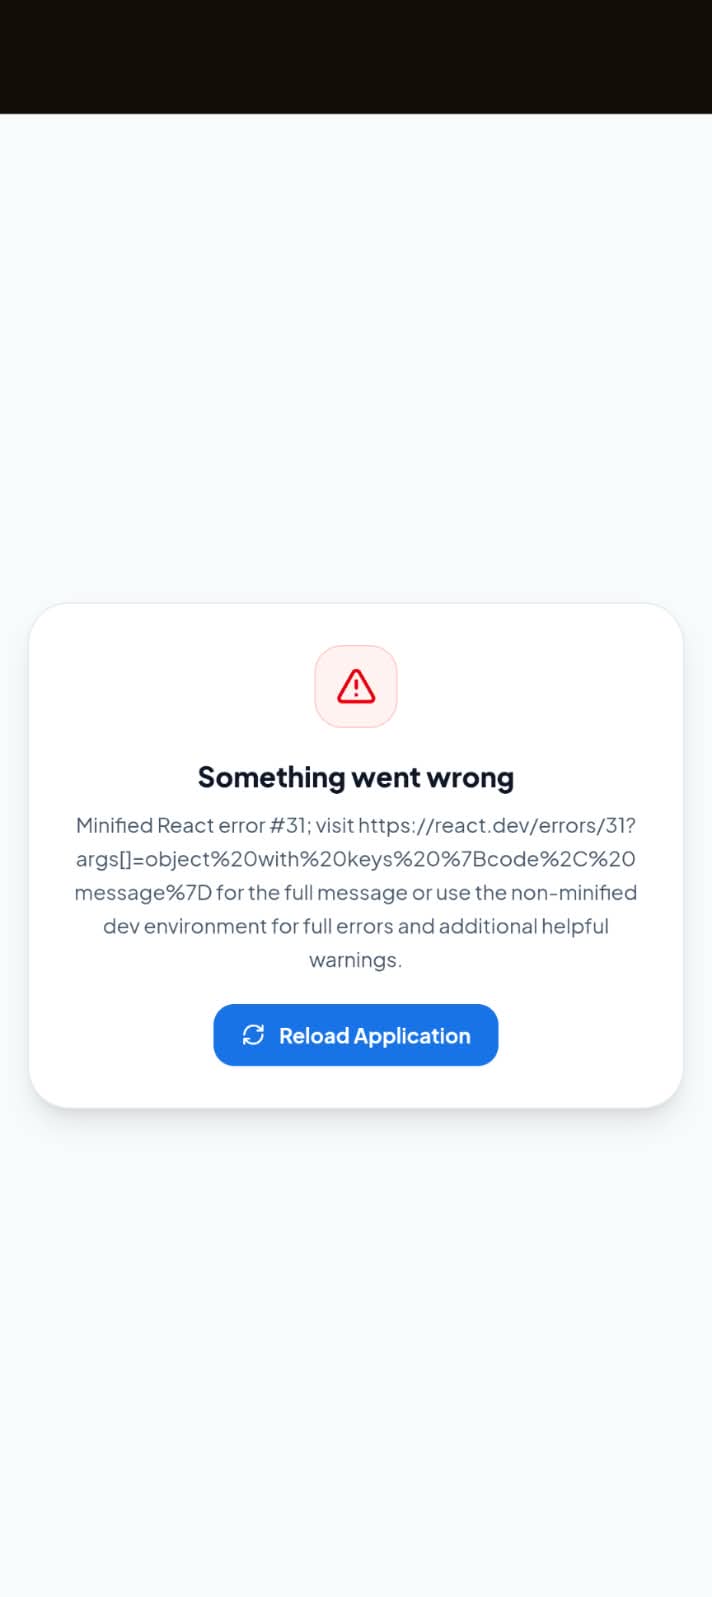 Something went wrong
Minified React error #31; visit https://react.dev/errors/31?
args[]=object%20with%20keys%20%7Bcode%2C%20
message%7D for the full message or use the non-minified
dev environment for full errors and additional helpful
warnings.
Reload Application